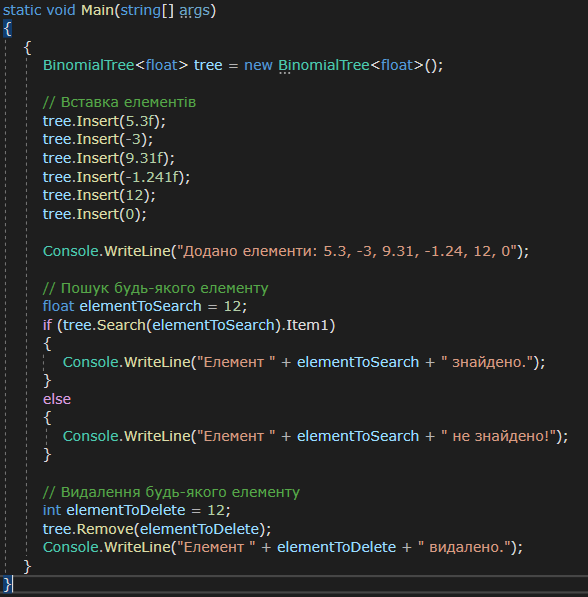 static void Main(string[] args)
{
{
BinomialTree<float> tree = new BinomialTree<float>();
// Вставка елементів
tree.Insert(5.3f);
tree.Insert(-3);
tree.Insert(9.31f);
tree.Insert(-1.241f);
tree.Insert(12);
tree.Insert(0);
Console.WriteLine("Додано елементи: 5.3, -3, 9.31, -1.24, 12, 0");
// Пошук будь-якого елементу
float elementToSearch = 12;
if (tree.Search(elementToSearch).Item1)
{
Console.WriteLine("Елемент " + elementToSearch + " знайдено.");
}
else
{
Console.WriteLine("Елемент " + elementToSearch + " не знайдено!");
}
// Видалення будь-якого елементу
int elementToDelete = 12;
tree.Remove(elementToDelete);
Console.WriteLine("Елемент " + elementToDelete + " видалено.");
}
}